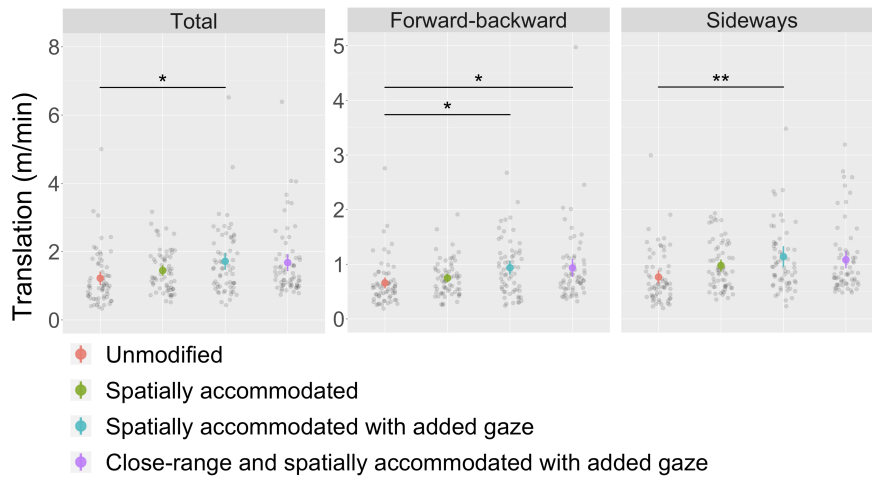 Total Forward-backward Sideways
Translation (m/min)
8
6
4
2
0
5
4
3
2
1
0
* * * **
Unmodified
Spatially accommodated
Spatially accommodated with added gaze
Close-range and spatially accommodated with added gaze